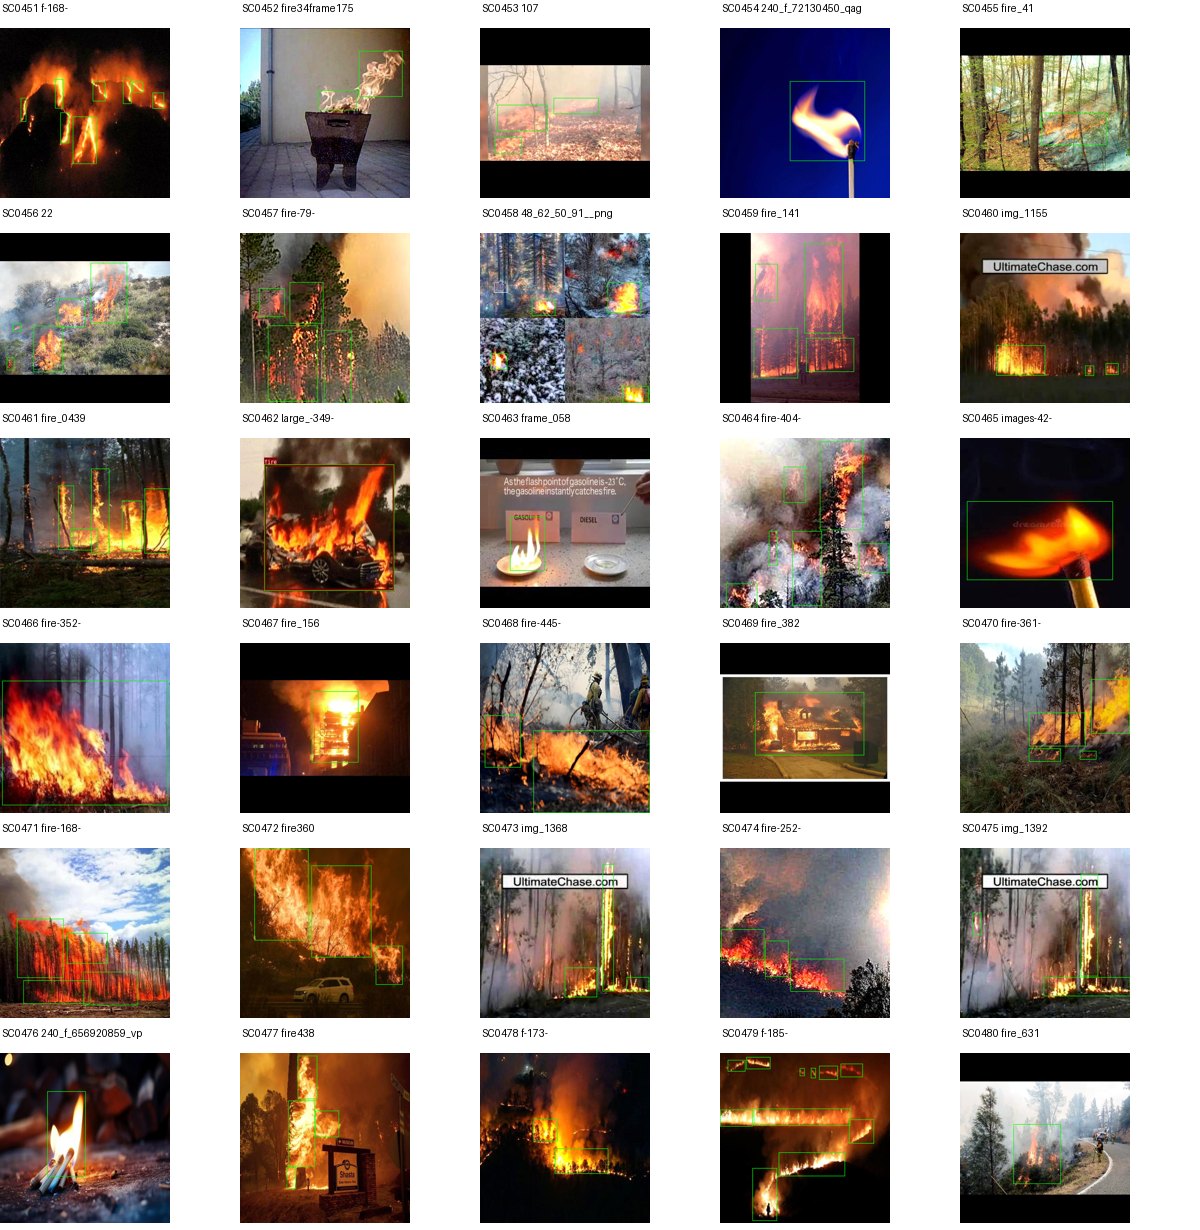 SC0451 f-168-
SC0452 fire34frame175
SC0453 107
SC0454 240_f_72130450_qag
SC0455 fire_41
SC0456 22
SC0457 fire-79-
SC0458 48_62_50_91__png
SC0459 fire_141
SC0460 img_1155
UltimateChase.com
SC0461 fire_0439
SC0462 large_-349-
SC0463 frame_058
SC0464 fire-404-
SC0465 images-42-
fire
As the flash point of gasoline is -23°C,
the gasoline instantly catches fire.
GASOLINE
DIESEL
SC0466 fire-352-
SC0467 fire_156
SC0468 fire-445-
SC0469 fire_382
SC0470 fire-361-
SC0471 fire-168-
SC0472 fire360
SC0473 img_1368
SC0474 fire-252-
SC0475 img_1392
UltimateChase.com
UltimateChase.com
SC0476 240_f_656920859_vp
SC0477 fire438
SC0478 f-173-
SC0479 f-185-
SC0480 fire_631
Shasta